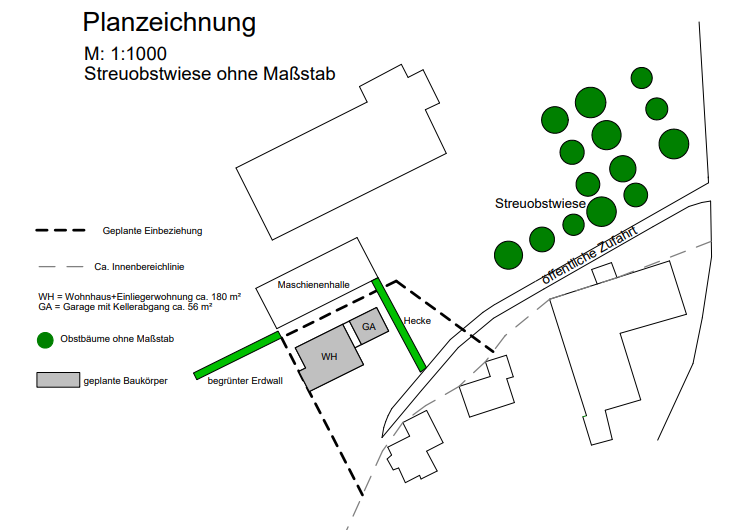 Planzeichnung
M: 1:1000
Streuobstwiese ohne Maßstab
Streuobstwiese
öffentliche Zufahrt
Geplante Einbeziehung
Ca. Innenbereichlinie
WH = Wohnhaus+Einliegerwohnung ca. 180 m²
GA = Garage mit Kellerabgang ca. 56 m²
Obstbäume ohne Maßstab
geplante Baukörper
Maschienenhalle
Hecke
GA
WH
begrünter Erdwall